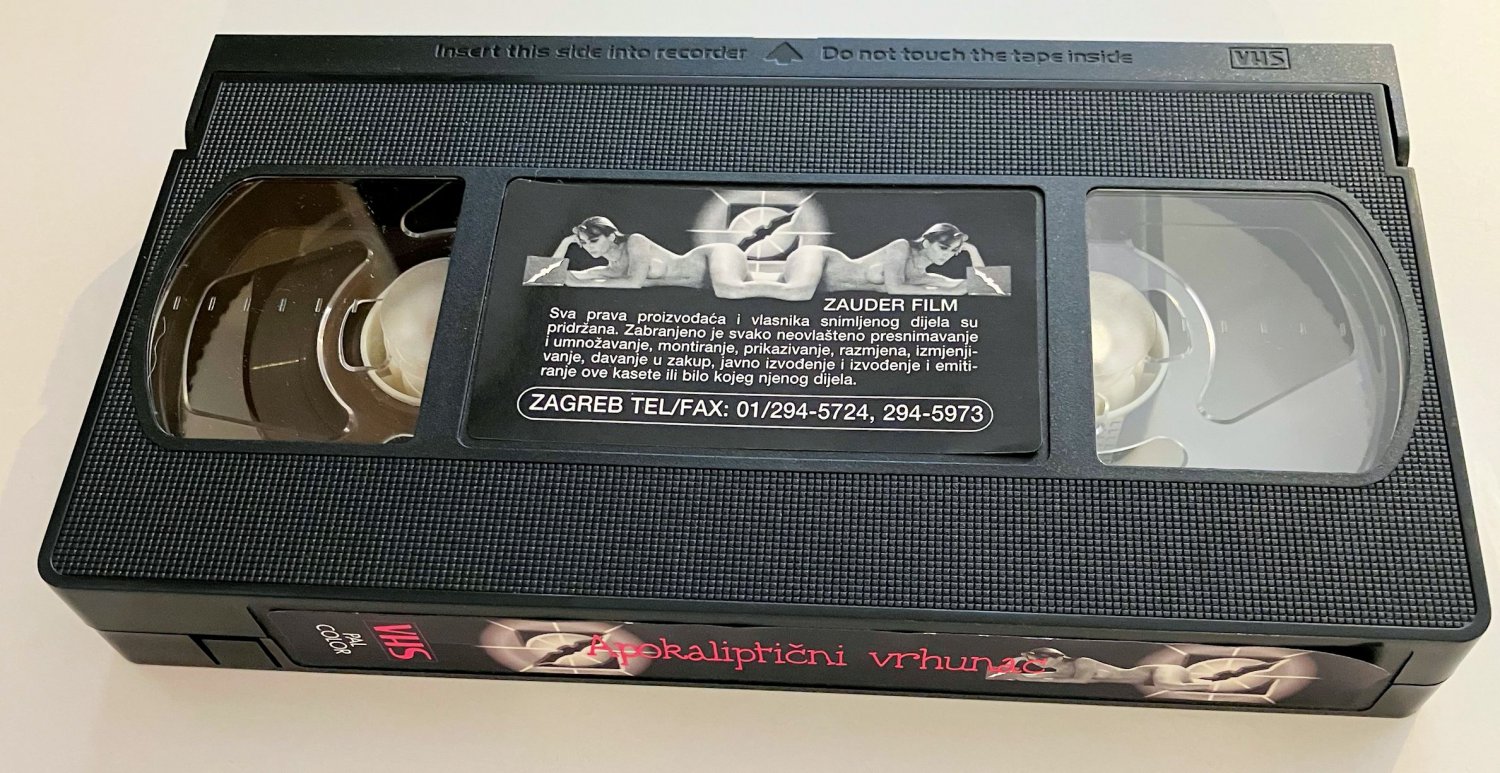 Insert this side into recorder Do not touch the tape inside VHS
ZAUDER FILM
Sva prava proizvođača i vlasnika snimljenog dijela su
pridržana. Zabranjeno je svako neovlašteno presnimavanje
i umnožavanje, montiranje, prikazivanje, razmjena, izmjenji-
vanje, davanje u zakup, javno izvođenje i izvođenje i emiti-
ranje ove kasete ili bilo kojeg njenog dijela.
ZAGREB TEL/FAX: 01/294-5724, 294-5973
PAL
COLOR
VHS
Apokaliptični vrhunac